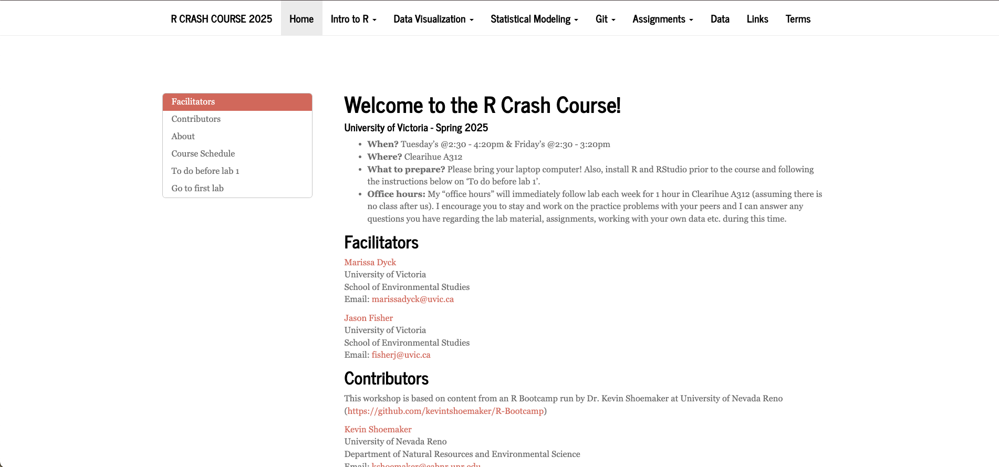 R CRASH COURSE 2025 Home Intro to R Data Visualization Statistical Modeling Git Assignments Data Links Terms
Facilitators
Contributors
About
Course Schedule
To do before lab 1
Go to first lab
Welcome to the R Crash Course!
University of Victoria - Spring 2025
• When? Tuesday’s @2:30 - 4:20pm & Friday’s @2:30 - 3:20pm
• Where? Clearihue A312
• What to prepare? Please bring your laptop computer! Also, install R and RStudio prior to the course and following
the instructions below on ‘To do before lab 1’.
• Office hours: My “office hours” will immediately follow lab each week for 1 hour in Clearihue A312 (assuming there is
no class after us). I encourage you to stay and work on the practice problems with your peers and I can answer any
questions you have regarding the lab material, assignments, working with your own data etc. during this time.
Facilitators
Marissa Dyck
University of Victoria
School of Environmental Studies
Email: marissadyck@uvic.ca
Jason Fisher
University of Victoria
School of Environmental Studies
Email: fisherj@uvic.ca
Contributors
This workshop is based on content from an R Bootcamp run by Dr. Kevin Shoemaker at University of Nevada Reno
(https://github.com/kevintshoemaker/R-Bootcamp)
Kevin Shoemaker
University of Nevada Reno
Department of Natural Resources and Environmental Science
Email: kshoemaker@cabnr.unr.edu